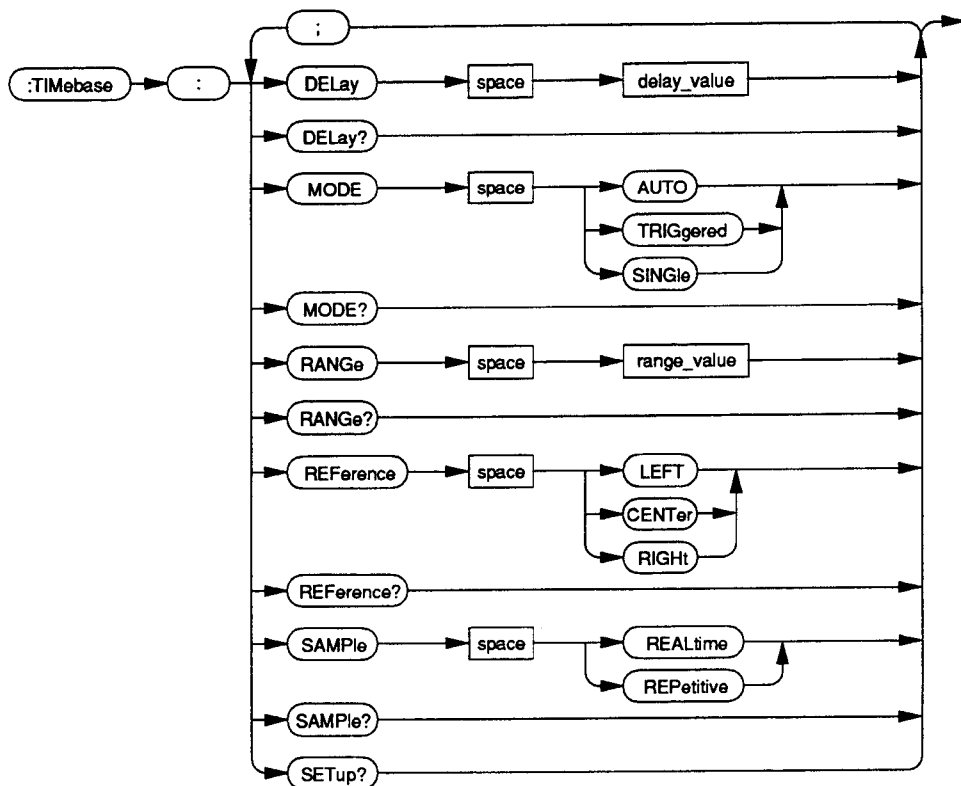 ;
:TIMebase : DELay space delay_value
DELay?
MODE space AUTO
TRIGgered
SINGle
MODE?
RANGe space range_value
RANGe?
REFerence space LEFT
CENTer
RIGHt
REFerence?
SAMPle space REALtime
REPetitive
SAMPle?
SETup?